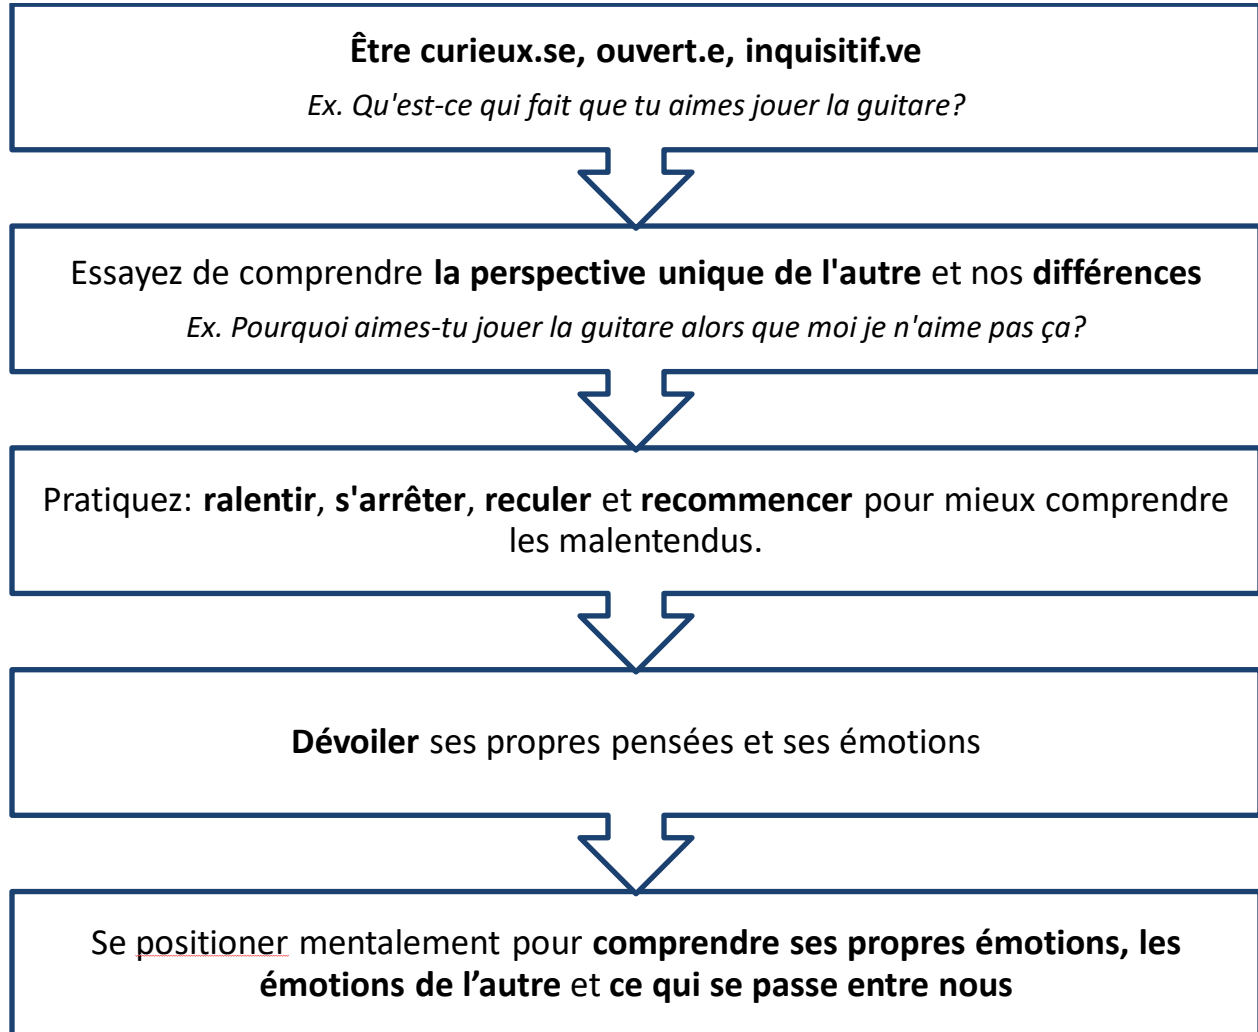 Être curieux.se, ouvert.e, inquisitif.ve
Ex. Qu'est-ce qui fait que tu aimes jouer la guitare?
Essayez de comprendre la perspective unique de l'autre et nos différences
Ex. Pourquoi aimes-tu jouer la guitare alors que moi je n'aime pas ça?
Pratiquez: ralentir, s'arrêter, reculer et recommencer pour mieux comprendre
les malentendus.
Dévoiler ses propres pensées et ses émotions
Se positioner mentalement pour comprendre ses propres émotions, les
émotions de l’autre et ce qui se passe entre nous